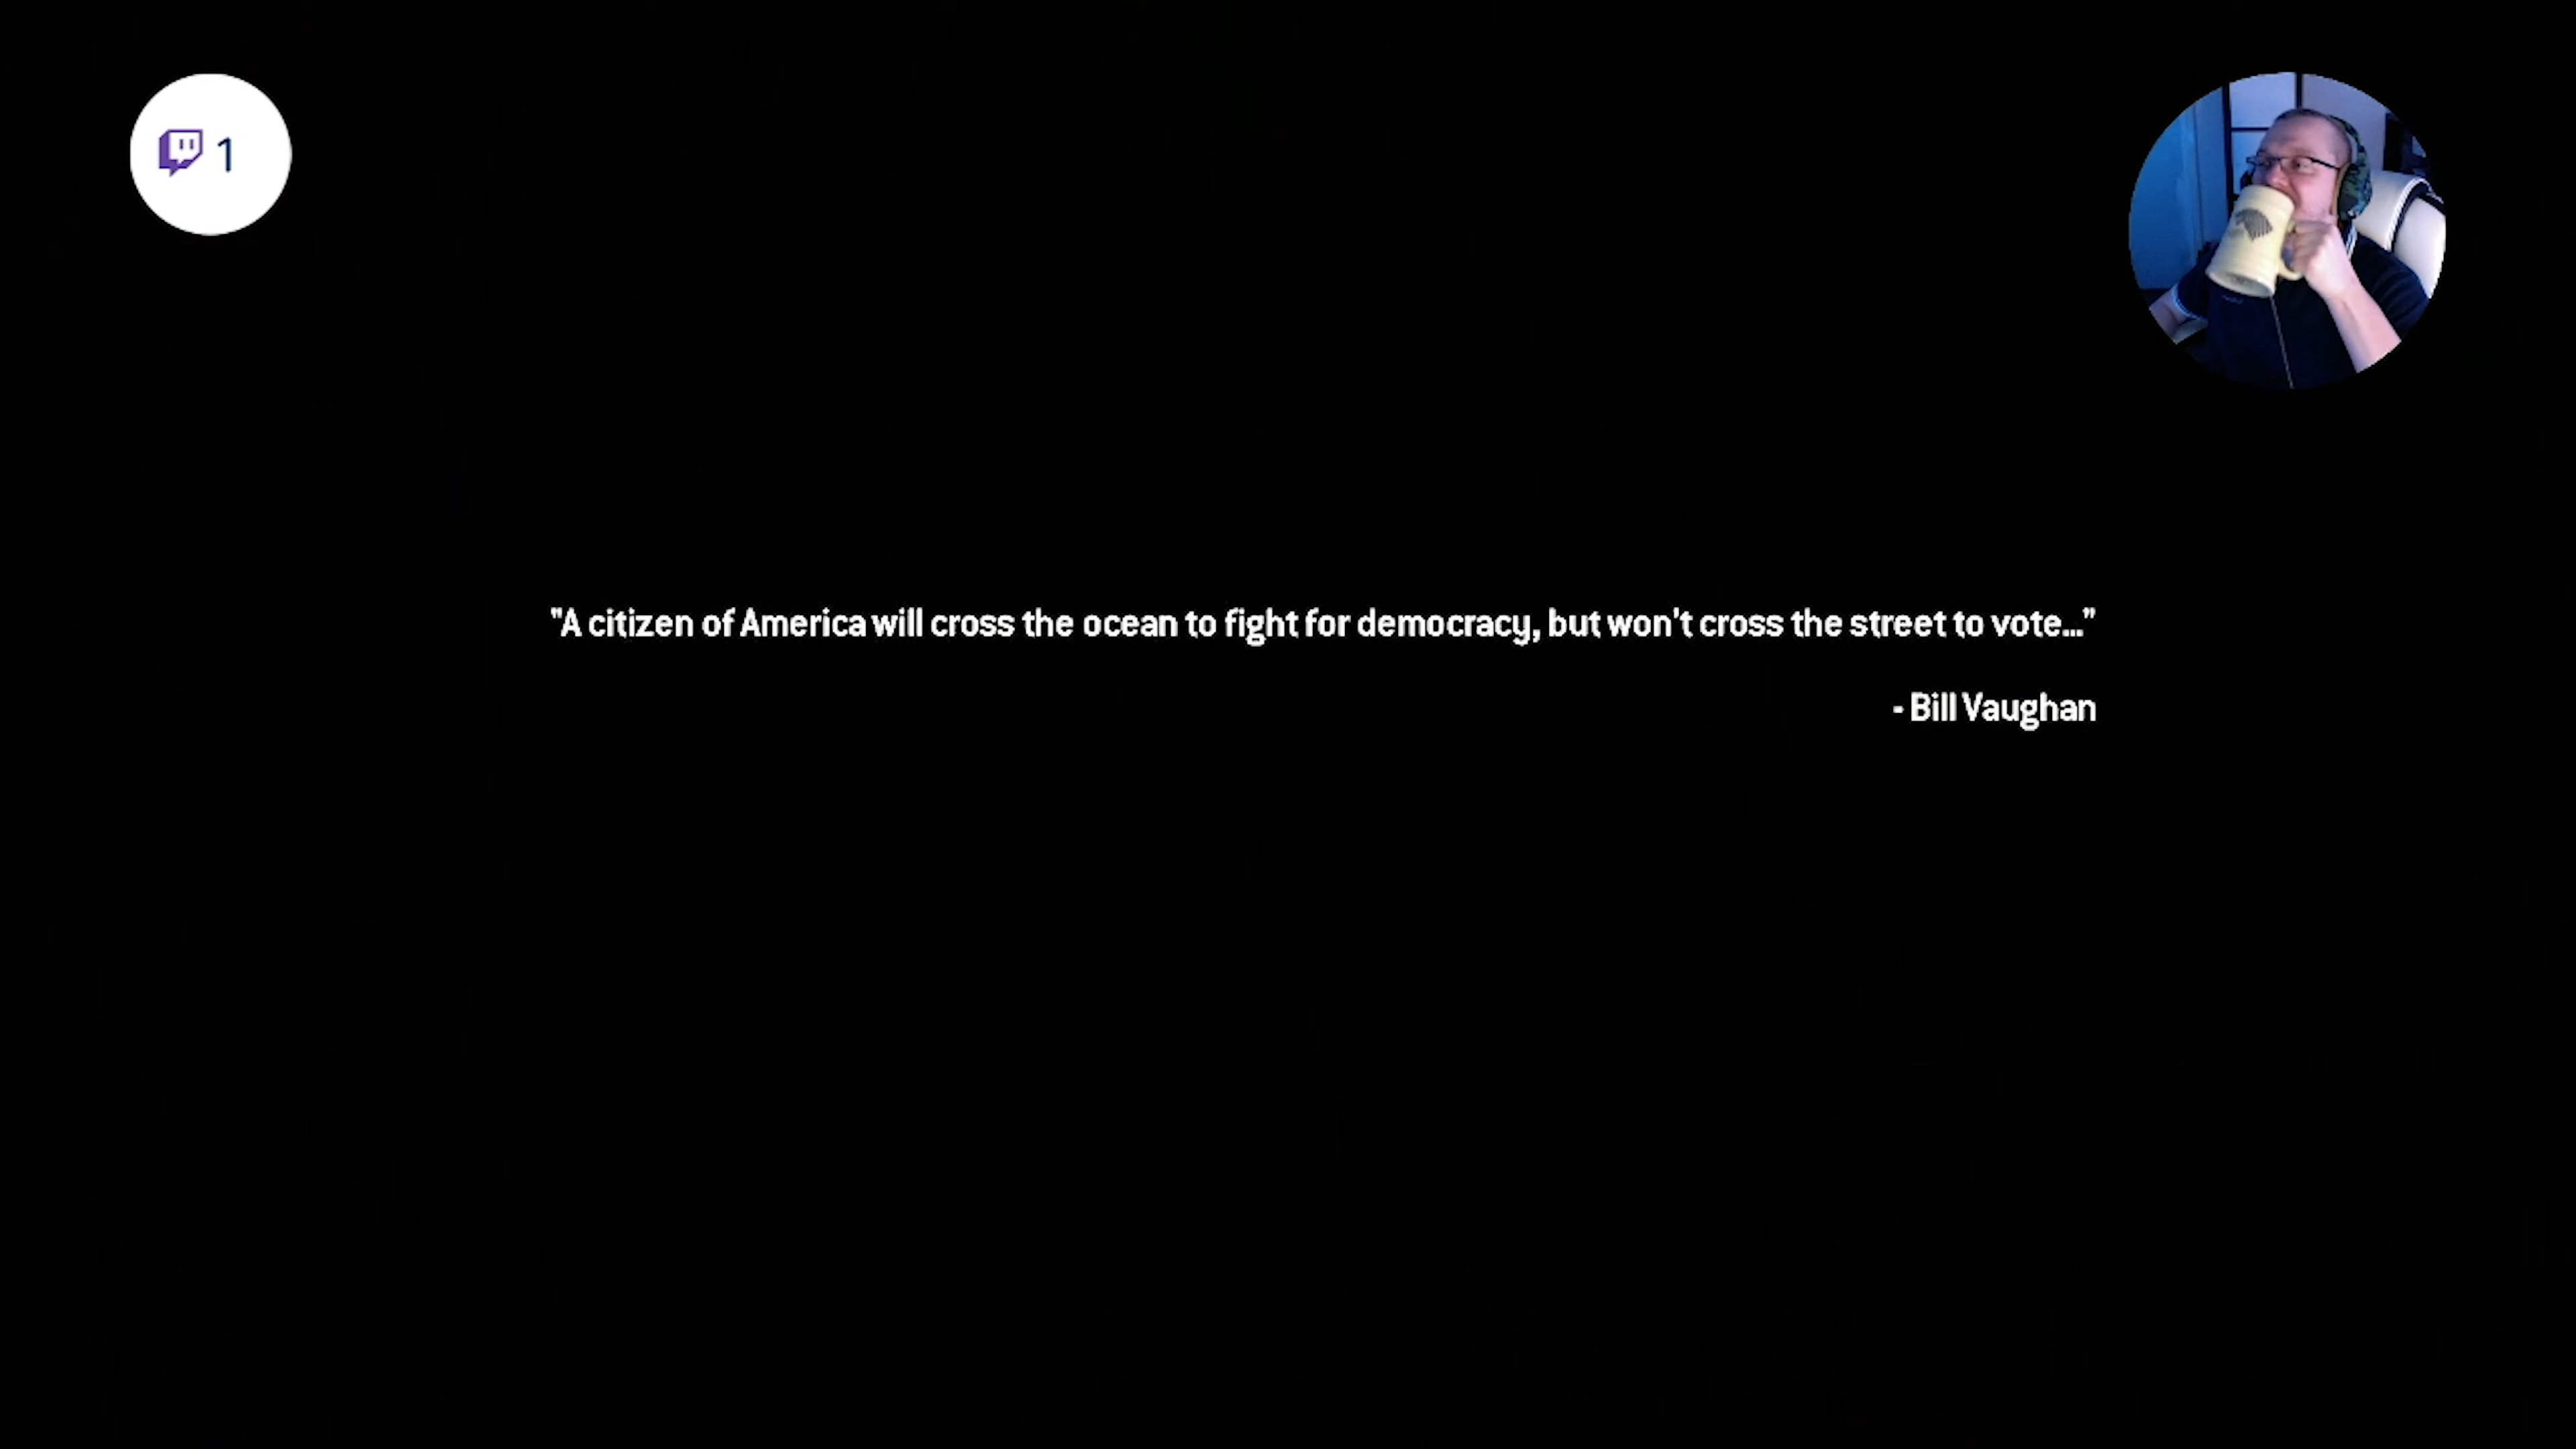 1
"A citizen of America will cross the ocean to fight for democracy, but won't cross the street to vote..."
- Bill Vaughan